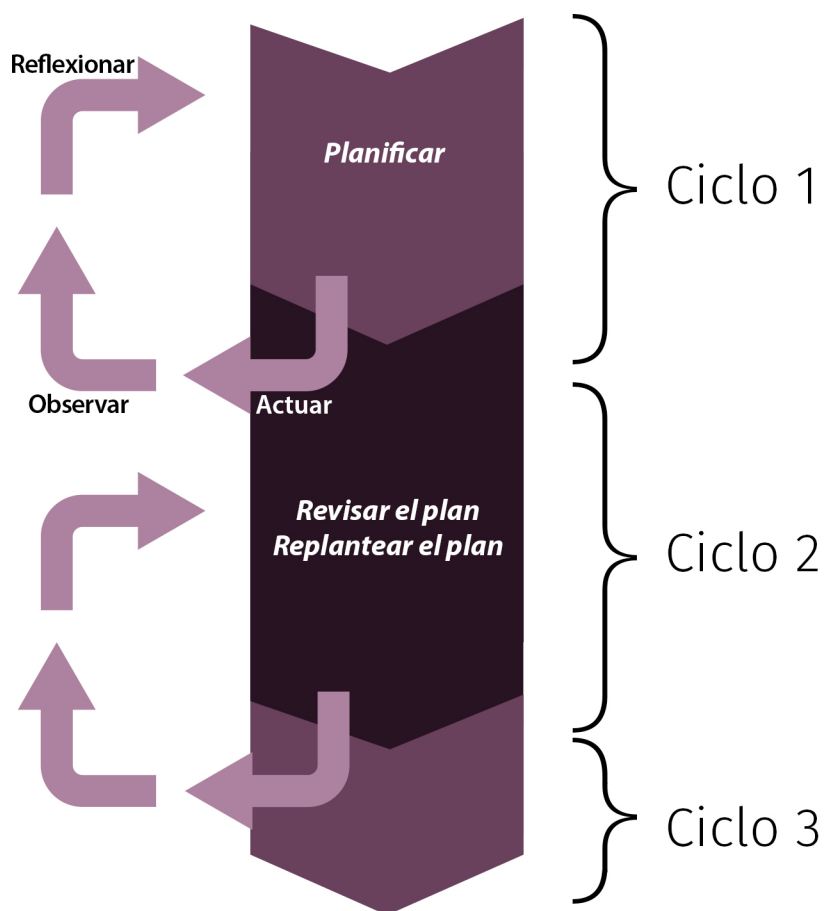 Reflexionar
Planificar
Ciclo 1
Observar
Actuar
Revisar el plan
Replantear el plan
Ciclo 2
Ciclo 3